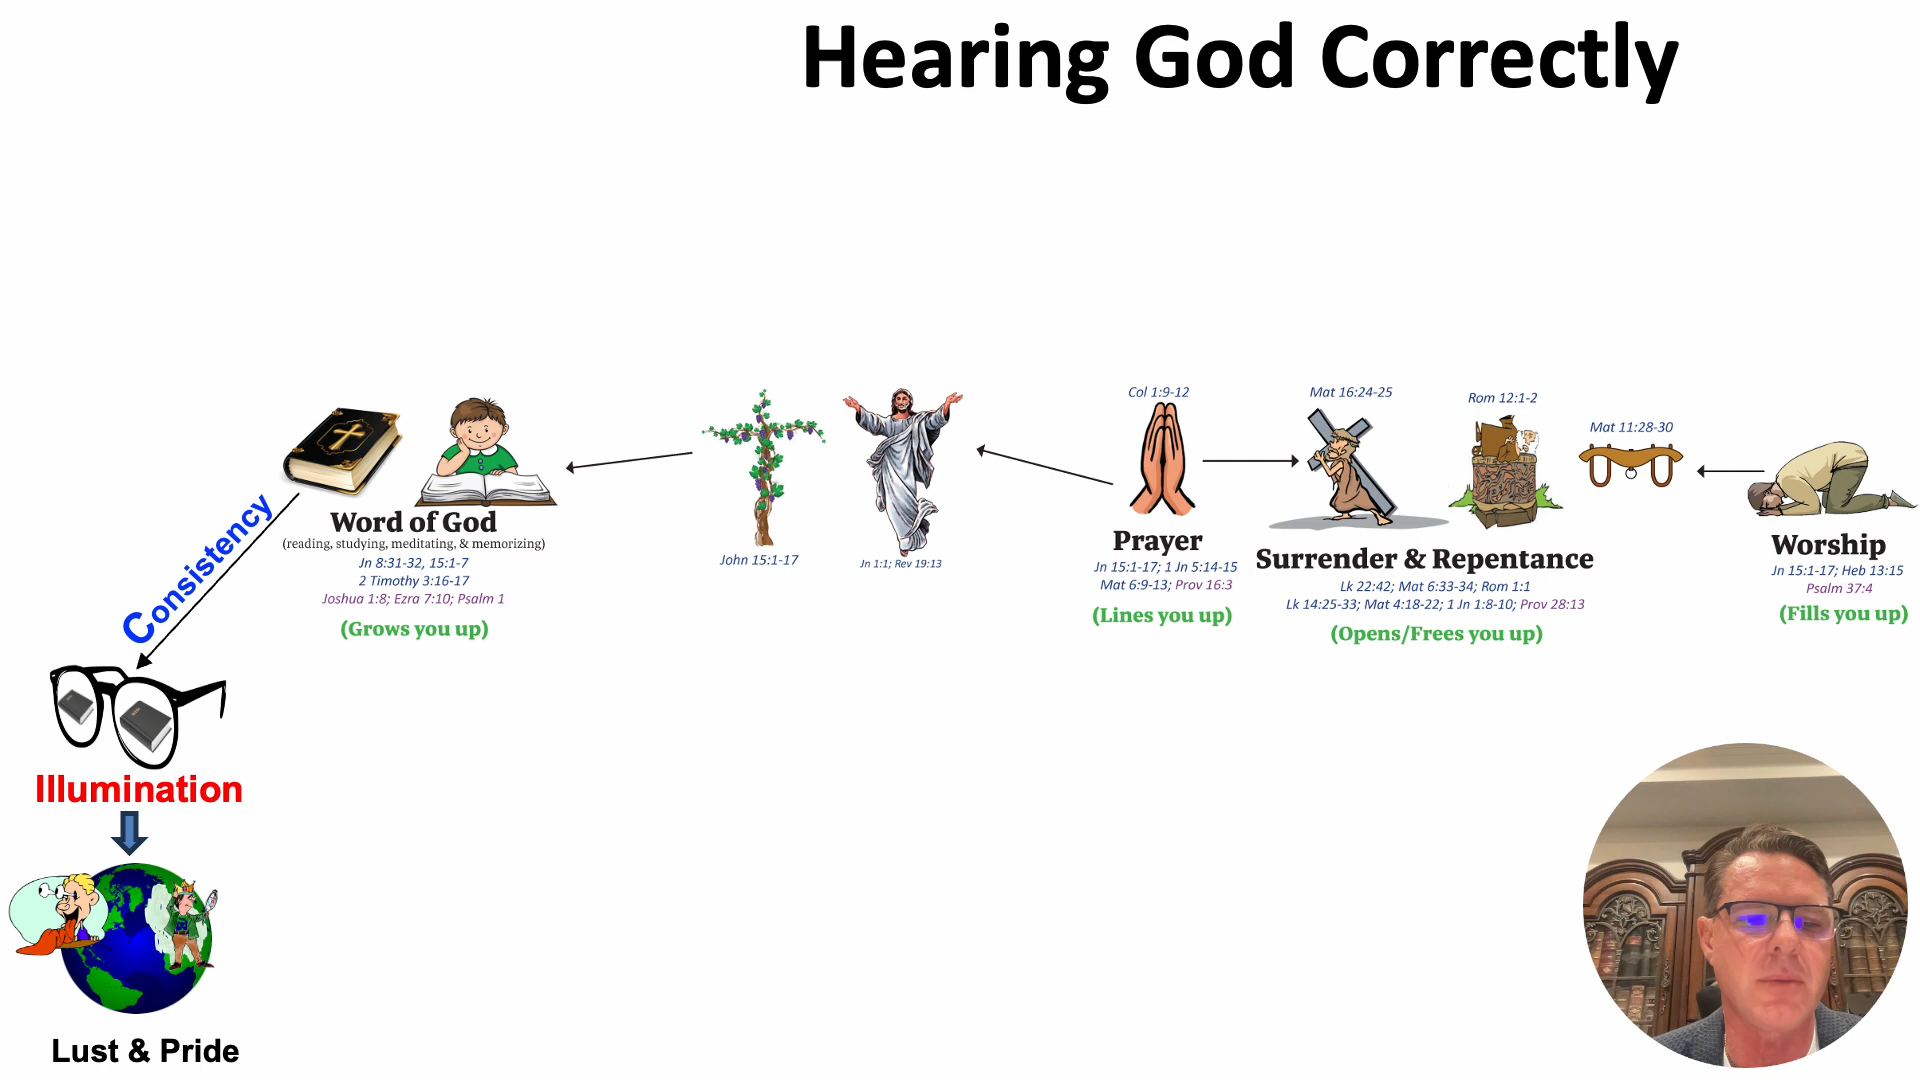 Hearing God Correctly
Consistency
Word of God
(reading, studying, meditating, & memorizing)
Jn 8:31-32, 15:1-7
2 Timothy 3:16-17
Joshua 1:8; Ezra 7:10; Psalm 1
(Grows you up)
John 15:1-17
Jn 1:1; Rev 19:13
Col 1:9-12
Prayer
Jn 15:1-17; 1 Jn 5:14-15
Mat 6:9-13; Prov 16:3
(Lines you up)
Mat 16:24-25
Rom 12:1-2
Mat 11:28-30
Surrender & Repentance
Lk 22:42; Mat 6:33-34; Rom 1:1
Lk 14:25-33; Mat 4:18-22; 1 Jn 1:8-10; Prov 28:13
(Opens/Frees you up)
Worship
Jn 15:1-17; Heb 13:15
Psalm 37:4
(Fills you up)
Illumination
Lust & Pride